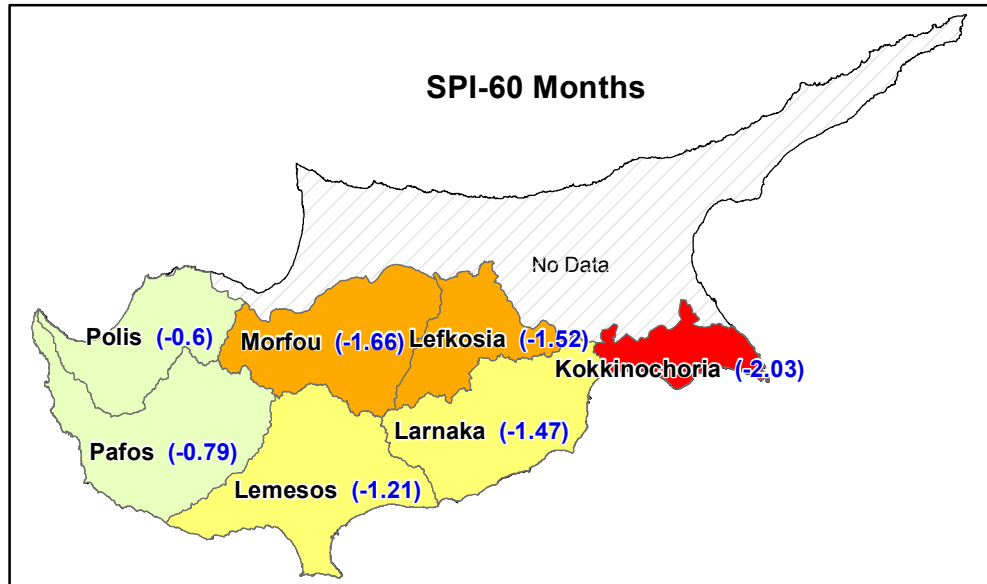 SPI-60 Months
No Data
Polis (-0.6)
Morfou (-1.66)
Lefkosia (-1.52)
Kokkinochoria (-2.03)
Larnaka (-1.47)
Pafos (-0.79)
Lemesos (-1.21)